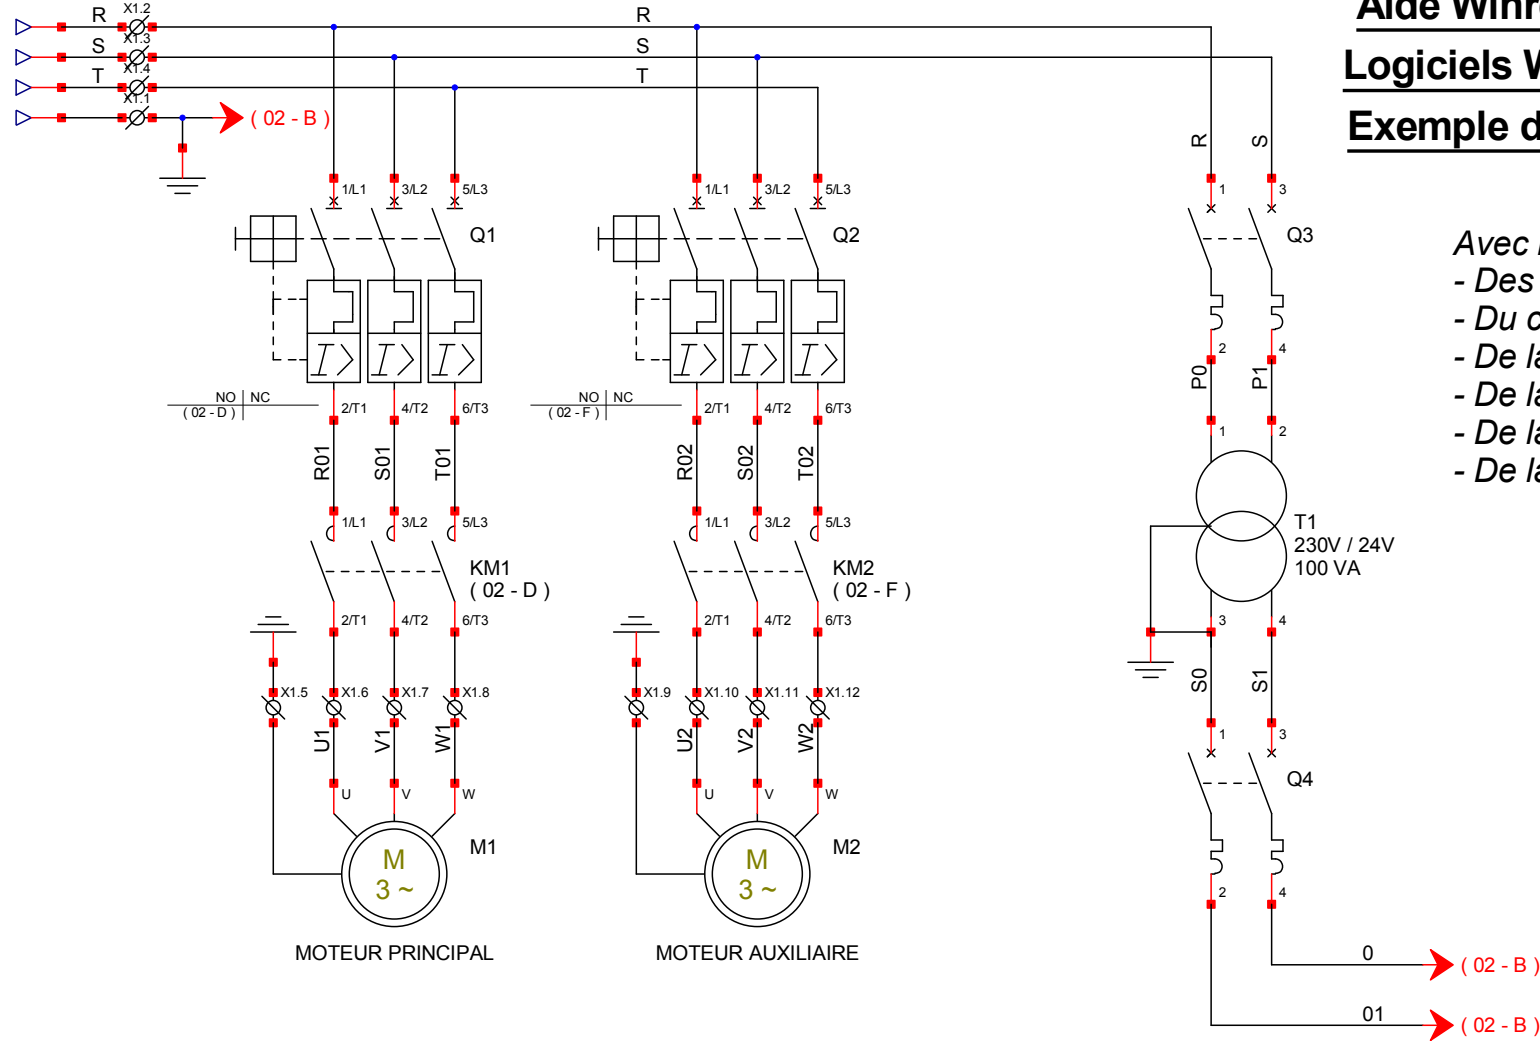 R
X1.2
S
X1.3
T
X1.4
X1.1
( 02 - B )
R
S
T
R
S
Aide
Logiciels
Exemple
Avec
- Des
- Du
- De
- De la
- De la
- De la
1/L1
3/L2
5/L3
Q1
1/L1
3/L2
5/L3
Q2
1
3
Q3
I>
I>
I>
I>
I>
I>
2
4
P0
P1
NO
NC
( 02 - D )
2/T1
4/T2
6/T3
NO
NC
( 02 - F )
2/T1
4/T2
6/T3
R01
S01
T01
R02
S02
T02
1
2
T1
230V / 24V
100 VA
1/L1
3/L2
5/L3
KM1
( 02 - D )
1/L1
3/L2
5/L3
KM2
( 02 - F )
2/T1
4/T2
6/T3
2/T1
4/T2
6/T3
3
4
S0
S1
X1.5
X1.6
X1.7
X1.8
X1.9
X1.10
X1.11
X1.12
U1
V1
W1
U2
V2
W2
1
3
Q4
U
V
W
U
V
W
M
3 ~
M1
M
3 ~
M2
2
4
MOTEUR PRINCIPAL
MOTEUR AUXILIAIRE
0
( 02 - B )
01
( 02 - B )